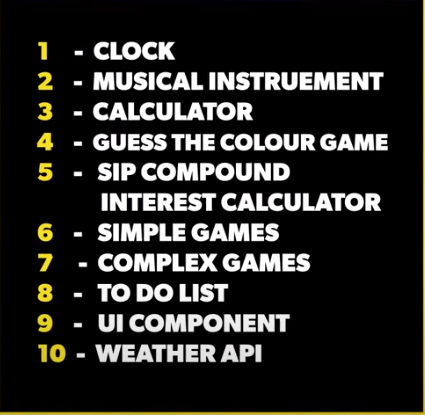 1 - CLOCK
2 - MUSICAL INSTRUEMENT
3 - CALCULATOR
4 - GUESS THE COLOUR GAME
5 - SIP COMPOUND
INTEREST CALCULATOR
6 - SIMPLE GAMES
7 - COMPLEX GAMES
8 - TO DO LIST
9 - UI COMPONENT
10 - WEATHER API